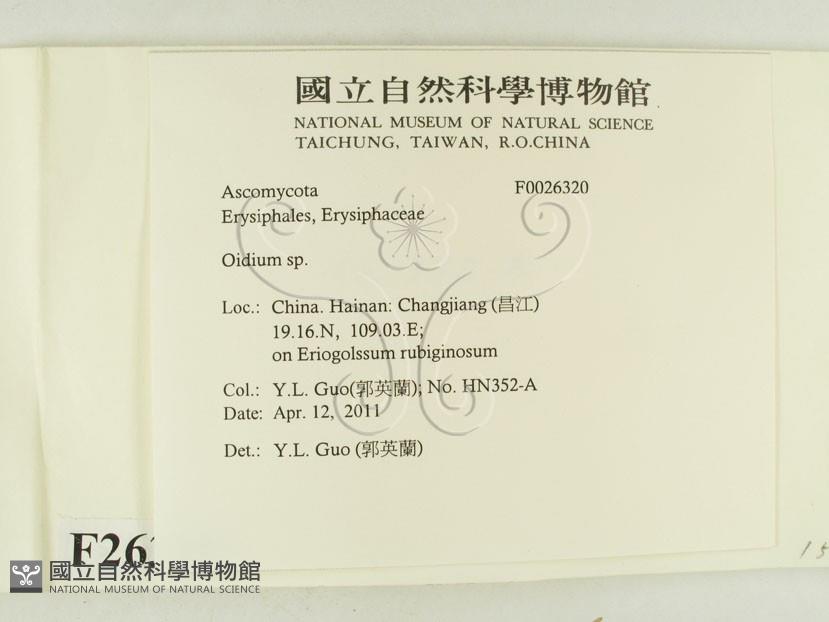 國立自然科學博物館
NATIONAL MUSEUM OF NATURAL SCIENCE
TAICHUNG, TAIWAN, R.O.CHINA
Ascomycota F0026320
Erysiphales, Erysiphaceae
Oidium sp.
Loc.: China. Hainan: Changjiang (昌江)
19.16.N, 109.03.E;
on Eriogolssum rubiginosum
Col.: Y.L. Guo(郭英蘭); No. HN352-A
Date: Apr. 12, 2011
Det.: Y.L. Guo (郭英蘭)
F26
15
國立自然科學博物館
NATIONAL MUSEUM OF NATURAL SCIENCE